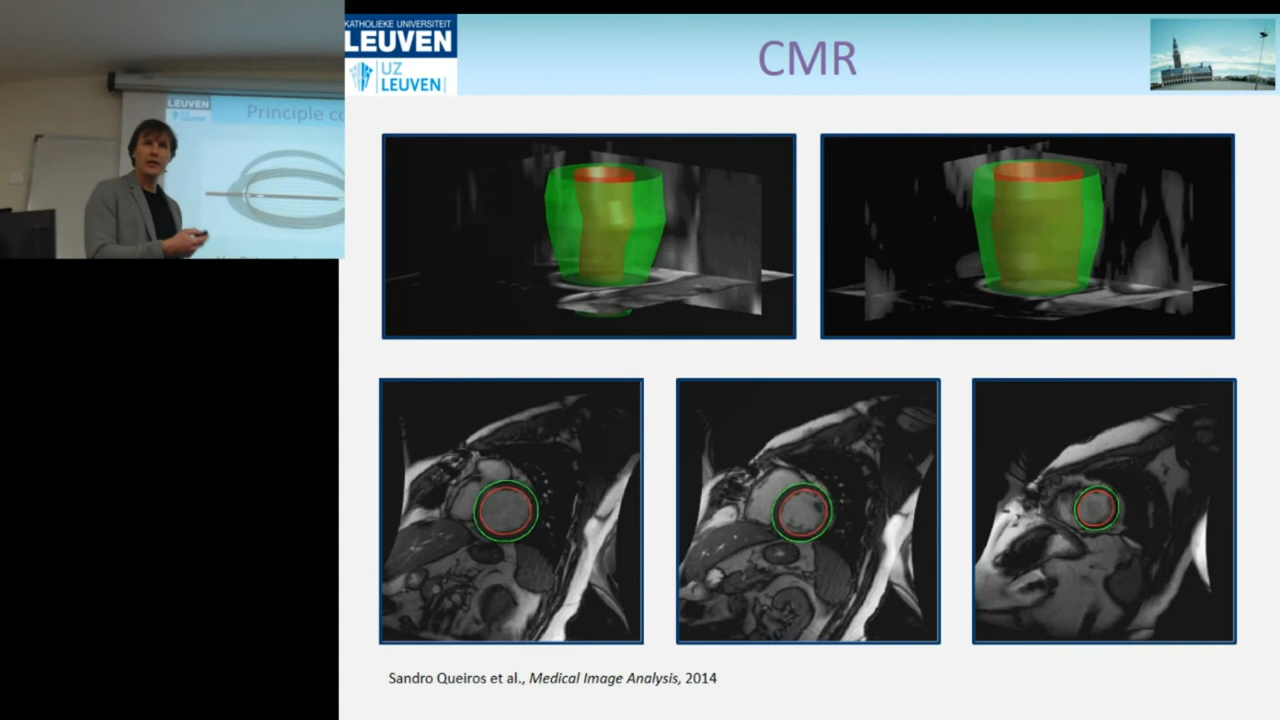 KATHOLIEKE UNIVERSITEIT
LEUVEN
UZ
LEUVEN
CMR
LEUVEN
Principle
Sandro Queiros et al., Medical Image Analysis, 2014